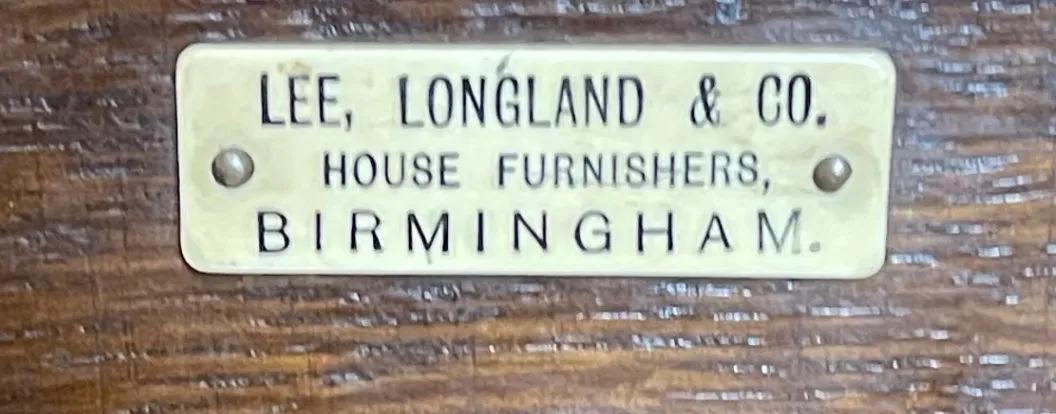 LEE, LONGLAND & CO.
HOUSE FURNISHERS,
BIRMINGHAM.